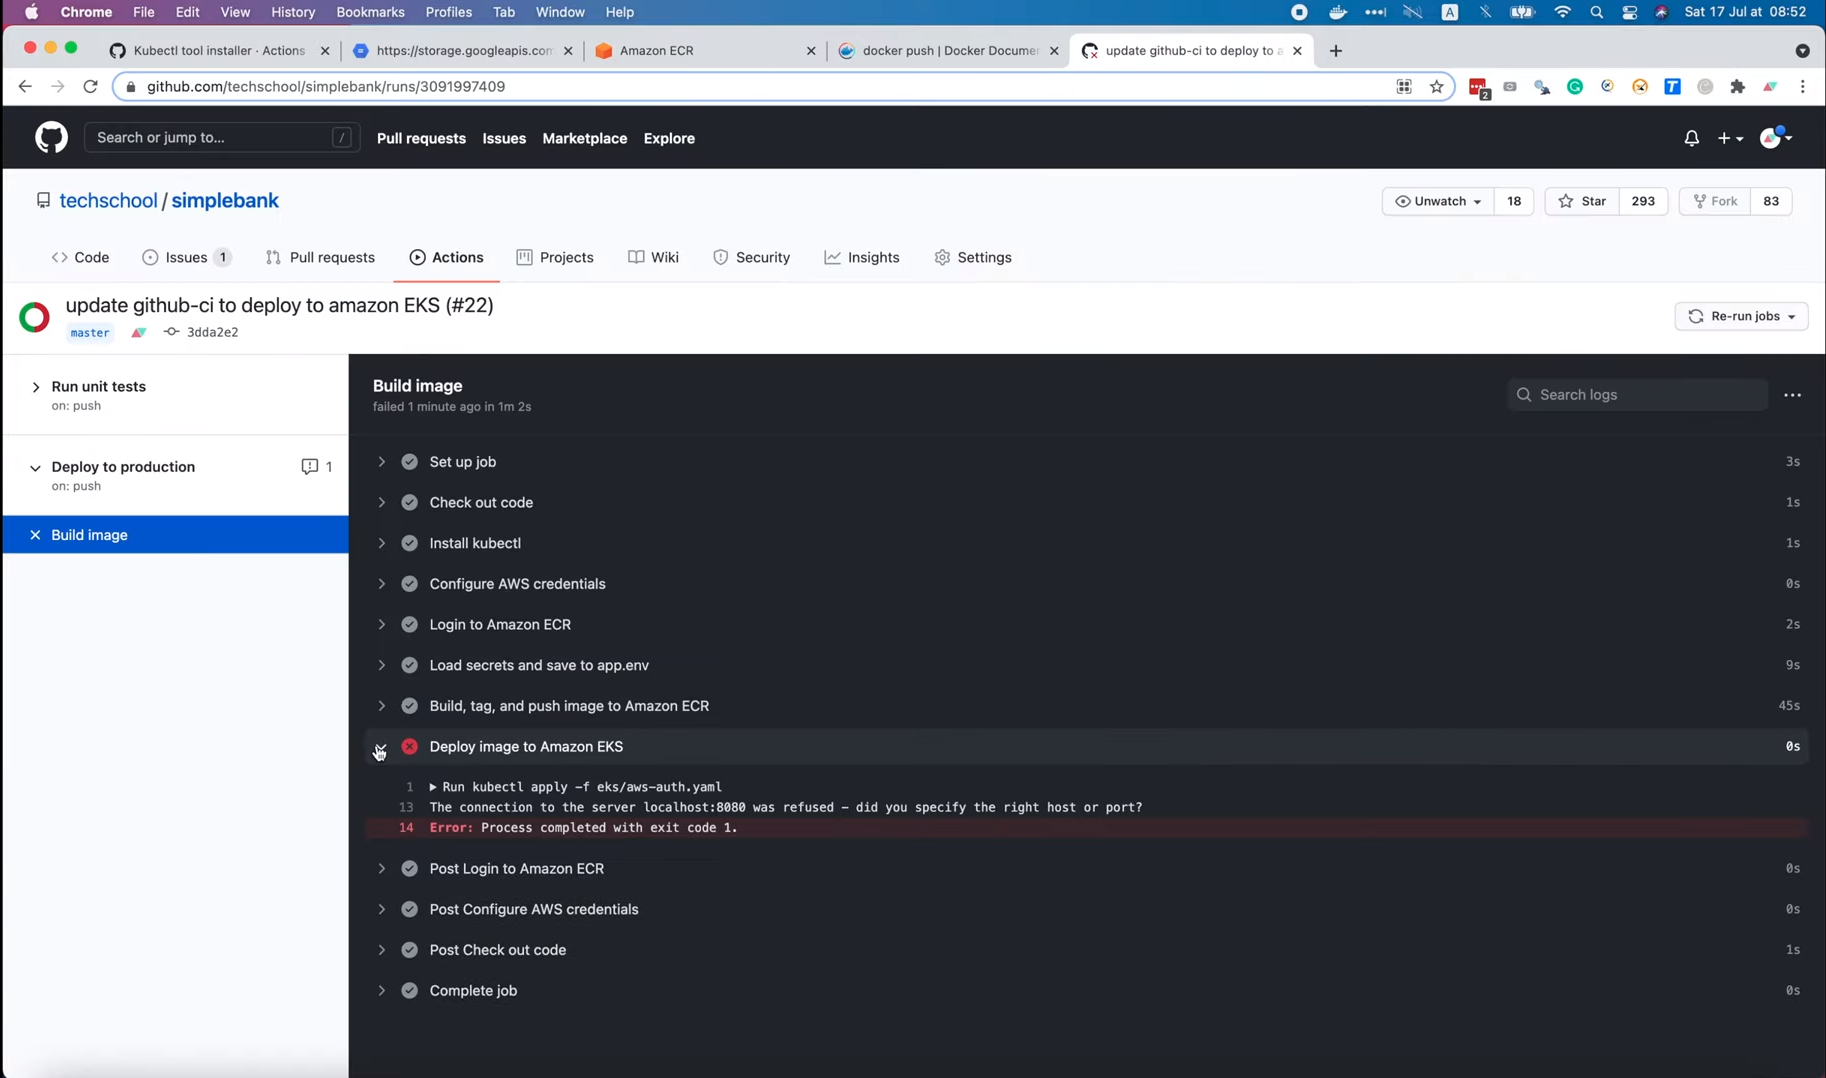 Chrome File Edit View History Bookmarks Profiles Tab Window Help
A Sat 17 Jul at 08:52
Kubectl tool installer · Actions
https://storage.googleapis.com
Amazon ECR
docker push | Docker Documen
update github-ci to deploy to a
github.com/techschool/simplebank/runs/3091997409
2
T
Search or jump to... /
Pull requests Issues Marketplace Explore
techschool / simplebank
Unwatch 18 Star 293 Fork 83
Code Issues 1 Pull requests Actions Projects Wiki Security Insights Settings
update github-ci to deploy to amazon EKS (#22)
master 3dda2e2
Re-run jobs
Run unit tests
on: push
Deploy to production 1
on: push
Build image
Build image
failed 1 minute ago in 1m 2s
Search logs
Set up job 3s
Check out code 1s
Install kubectl 1s
Configure AWS credentials 0s
Login to Amazon ECR 2s
Load secrets and save to app.env 9s
Build, tag, and push image to Amazon ECR 45s
Deploy image to Amazon EKS 0s
1 Run kubectl apply -f eks/aws-auth.yaml
13 The connection to the server localhost:8080 was refused - did you specify the right host or port?
14 Error: Process completed with exit code 1.
Post Login to Amazon ECR 0s
Post Configure AWS credentials 0s
Post Check out code 1s
Complete job 0s